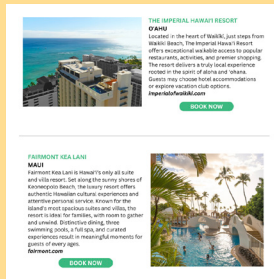 THE IMPERIAL HAWAI'I RESORT
O'AHU
Located in the heart of Waikīkī, just steps from
Waikīkī Beach, The Imperial Hawai'i Resort
offers exceptional walkable access to popular
restaurants, activities, and premier shopping.
The resort delivers a truly local experience
rooted in the spirit of aloha and 'ohana.
Guests may choose hotel accommodations
or explore vacation club options.
imperialofwaikiki.com
BOOK NOW
FAIRMONT KEA LANI
MAUI
Fairmont Kea Lani is Hawai'i's only all suite
and villa resort. Set along the sunny shores of
Keoneopolo Beach, the luxury resort offers
authentic Hawaiian cultural experiences and
attentive personal service. Known for the
island's most spacious suites and villas, the
resort is ideal for families, with room to gather
and unwind. Distinctive dining, three
swimming pools, a full spa, and curated
experiences result in meaningful moments for
guests of every ages.
fairmont.com
BOOK NOW